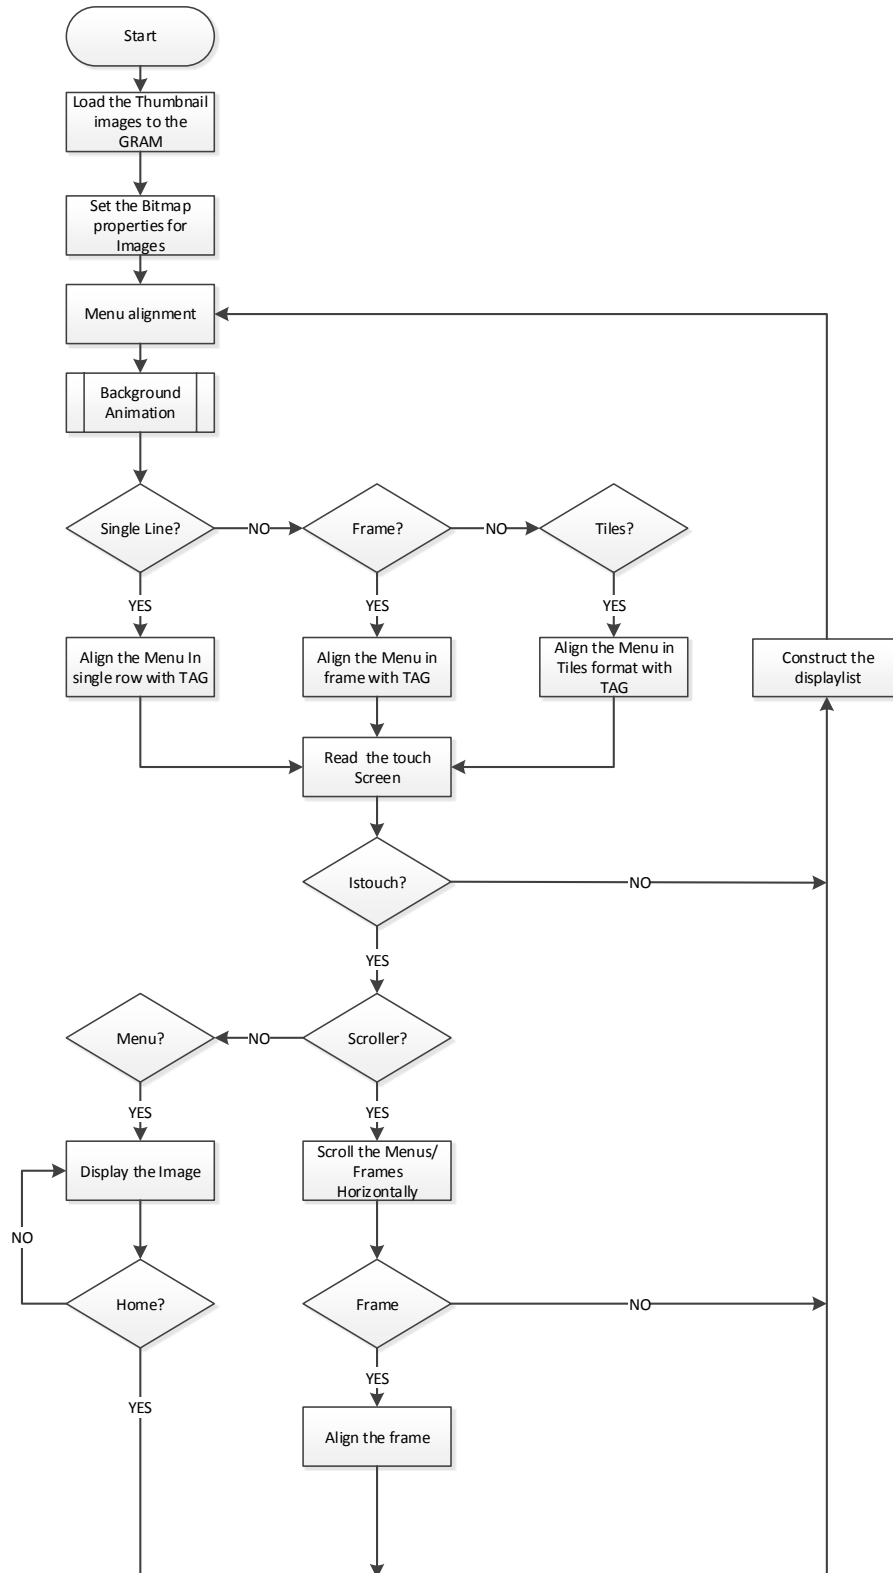 Start
Load the Thumbnail
images to the
GRAM
Set the Bitmap
properties for
Images
Menu alignment
Background
Animation
Single Line?
NO
Frame?
NO
Tiles?
YES
YES
YES
Align the Menu In
single row with TAG
Align the Menu in
frame with TAG
Align the Menu in
Tiles format with
TAG
Construct the
displaylist
Read  the touch
Screen
Istouch?
NO
YES
Menu?
NO
Scroller?
YES
YES
Display the Image
Scroll the Menus/
Frames
Horizontally
NO
Home?
Frame
NO
YES
YES
Align the frame